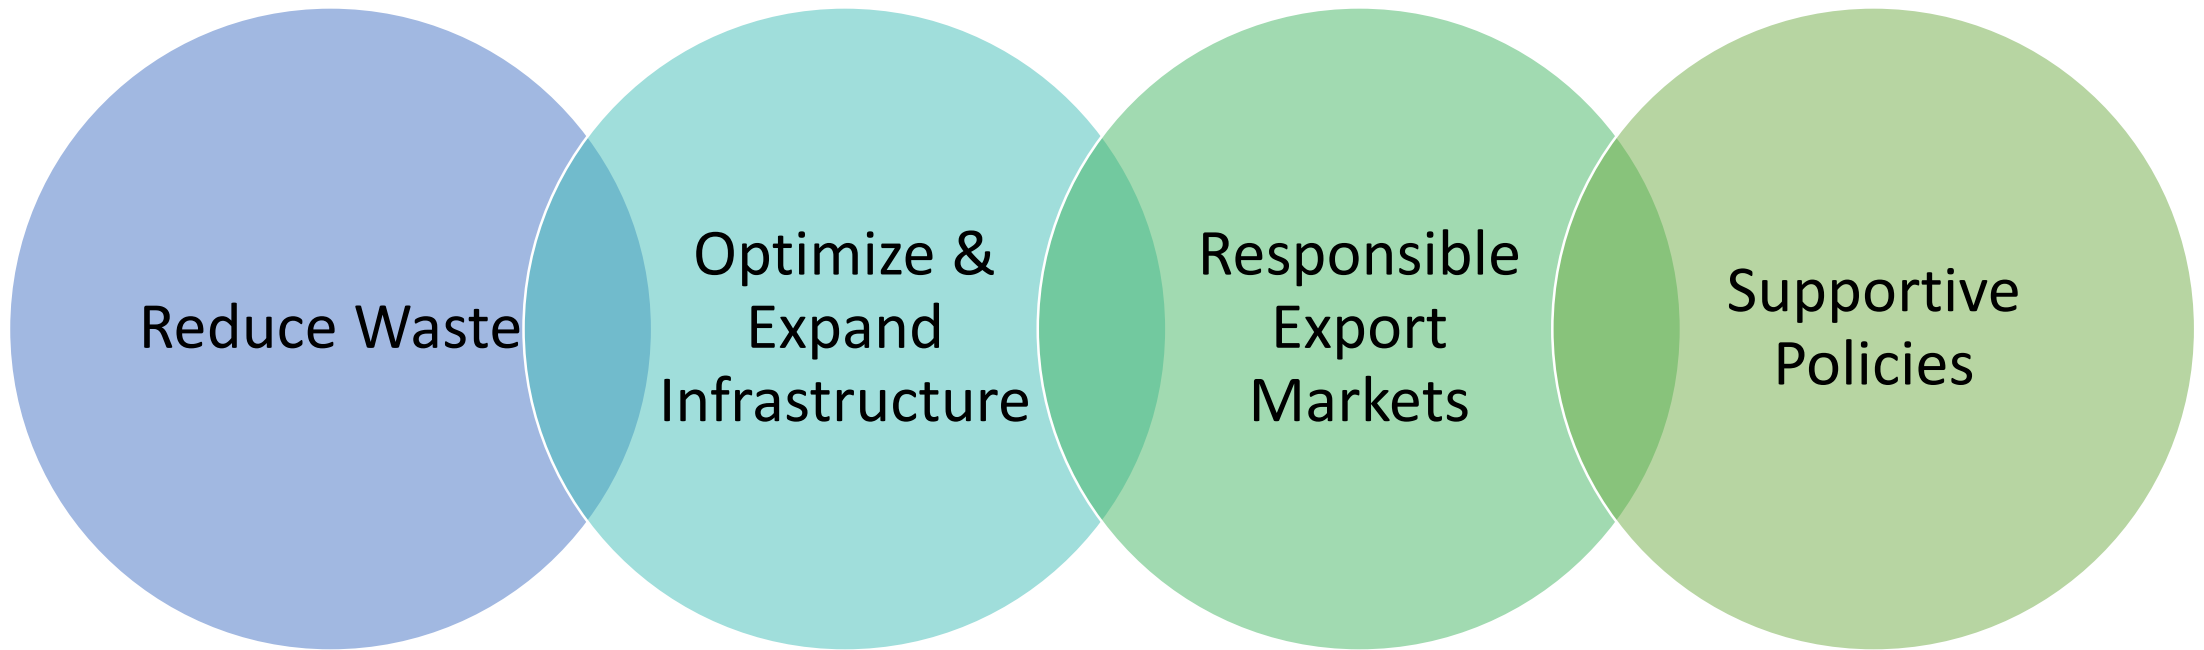 Reduce Waste
Optimize &
Expand
Infrastructure
Responsible
Export
Markets
Supportive
Policies